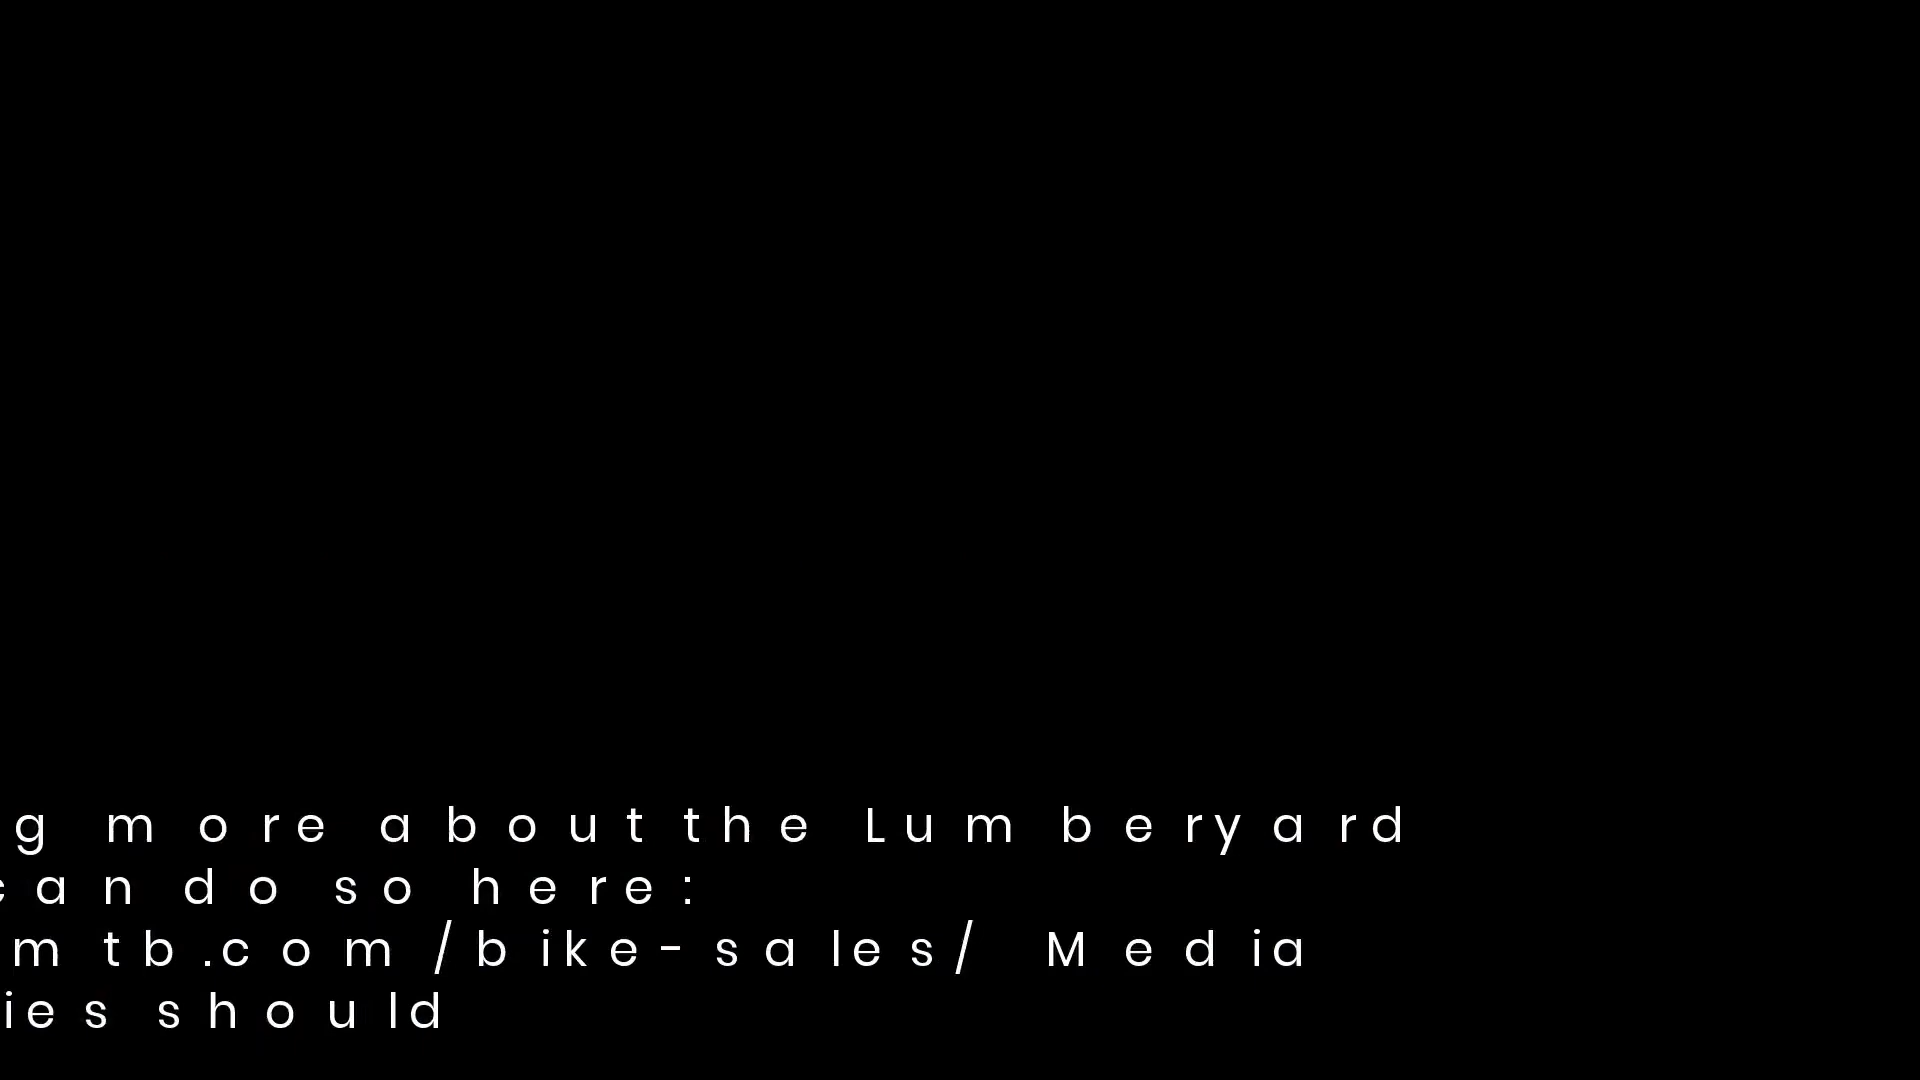 g more about the Lumberyard
can do so here:
mtb.com/bike-sales/ Media
ies should